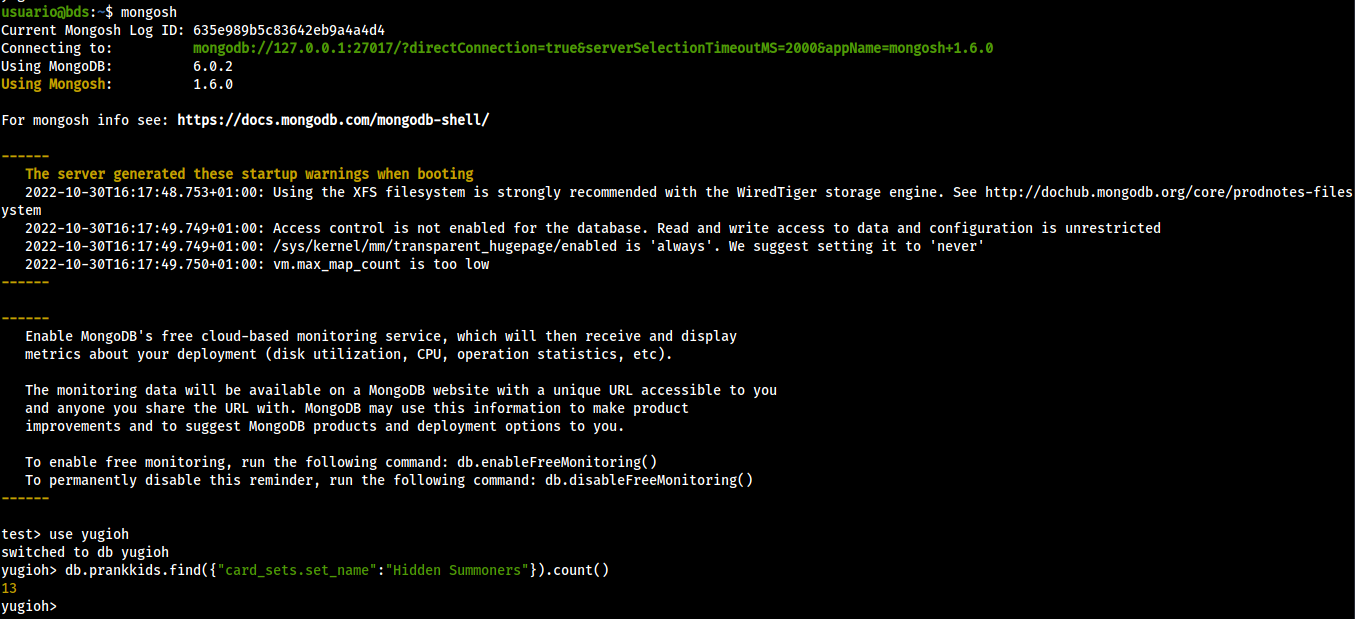 usuario@bds:~$ mongosh
Current Mongosh Log ID: 635e989b5c83642eb9a4a4d4
Connecting to:          mongodb://127.0.0.1:27017/?directConnection=true&serverSelectionTimeoutMS=2000&appName=mongosh+1.6.0
Using MongoDB:          6.0.2
Using Mongosh:          1.6.0
For mongosh info see: https://docs.mongodb.com/mongodb-shell/
------
The server generated these startup warnings when booting
2022-10-30T16:17:48.753+01:00: Using the XFS filesystem is strongly recommended with the WiredTiger storage engine. See http://dochub.mongodb.org/core/prodnotes-files
ystem
2022-10-30T16:17:49.749+01:00: Access control is not enabled for the database. Read and write access to data and configuration is unrestricted
2022-10-30T16:17:49.749+01:00: /sys/kernel/mm/transparent_hugepage/enabled is 'always'. We suggest setting it to 'never'
2022-10-30T16:17:49.750+01:00: vm.max_map_count is too low
------
------
Enable MongoDB's free cloud-based monitoring service, which will then receive and display
metrics about your deployment (disk utilization, CPU, operation statistics, etc).
The monitoring data will be available on a MongoDB website with a unique URL accessible to you
and anyone you share the URL with. MongoDB may use this information to make product
improvements and to suggest MongoDB products and deployment options to you.
To enable free monitoring, run the following command: db.enableFreeMonitoring()
To permanently disable this reminder, run the following command: db.disableFreeMonitoring()
------
test> use yugioh
switched to db yugioh
yugioh> db.prankkids.find({"card_sets.set_name":"Hidden Summoners"}).count()
13
yugioh>